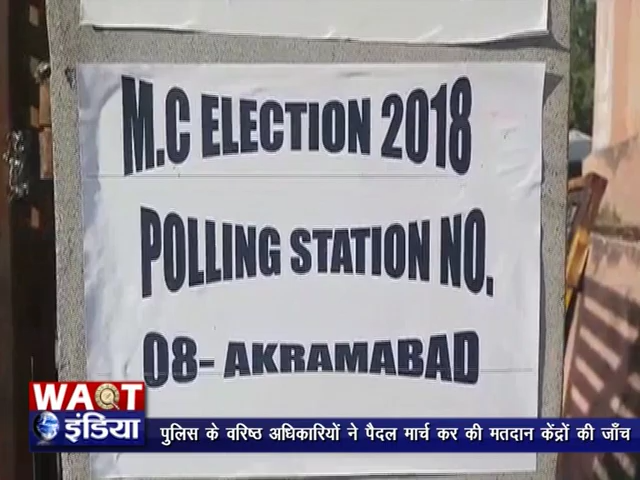 M.C ELECTION 2018
POLLING STATION NO.
08- AKRAMABAD
WAQT
इंडिया
पुलिस के वरिष्ठ अधिकारियों ने पैदल मार्च कर की मतदान केंद्रों की जाँच